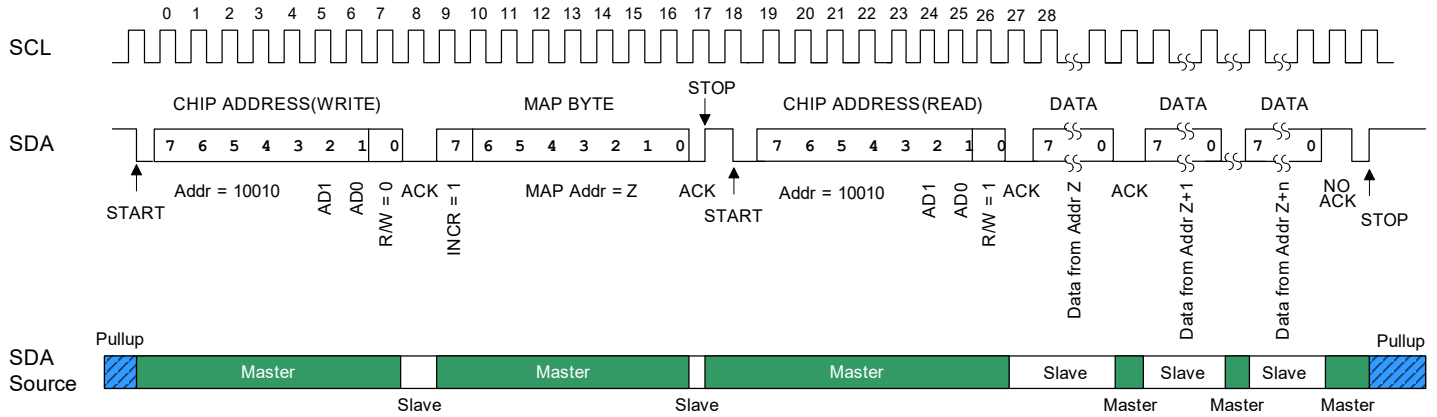 0 1 2 3 4 5 6 7 8 9 10 11 12 13 14 15 16 17 18 19 20 21 22 23 24 25 26 27 28
SCL
STOP
CHIP ADDRESS(WRITE) MAP BYTE CHIP ADDRESS(READ) DATA DATA DATA
SDA
7 6 5 4 3 2 1 0 7 6 5 4 3 2 1 0 7 6 5 4 3 2 1 0 7 0 7 0 7 0
START
Addr = 10010
AD1
AD0
R/W = 0
ACK
INCR = 1
MAP Addr = Z
ACK
START
Addr = 10010
AD1
AD0
R/W = 1
ACK
Data from Addr Z
ACK
Data from Addr Z+1
Data from Addr Z+n
NO
ACK
STOP
Pullup Pullup
SDA
Source
Master Master Master Slave Slave Slave
Slave Slave Master Master Master